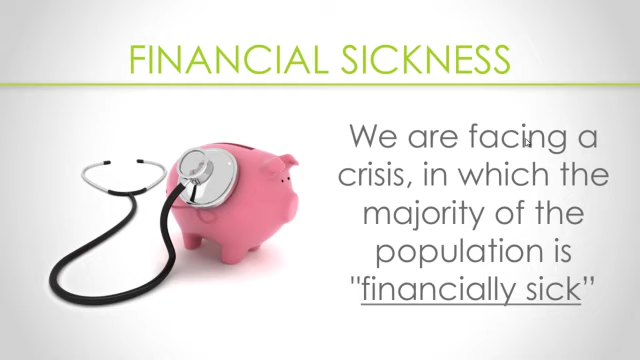 FINANCIAL SICKNESS
We are facing a
crisis, in which the
majority of the
population is
"financially sick”